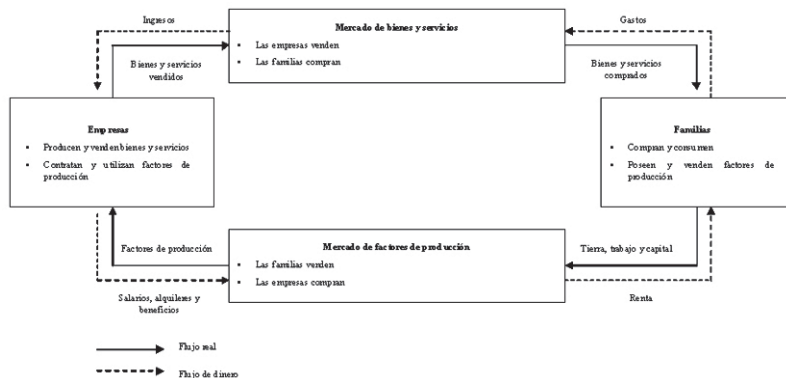 Ingresos
Mercado de bienes y servicios
Gastos
▪ Las empresas venden
▪ Las familias compran
Bienes y servicios
vendidos
Bienes y servicios
comprados
Empresas
▪ Producen y venden bienes y servicios
▪ Contratan y utilizan factores de
producción
Familias
▪ Compran y consumen
▪ Poseen y venden factores de
producción
Factores de producción
Mercado de factores de producción
▪ Las familias venden
▪ Las empresas compran
Tierra, trabajo y capital
Salarios, alquileres y
beneficios
Renta
Flujo real
Flujo de dinero